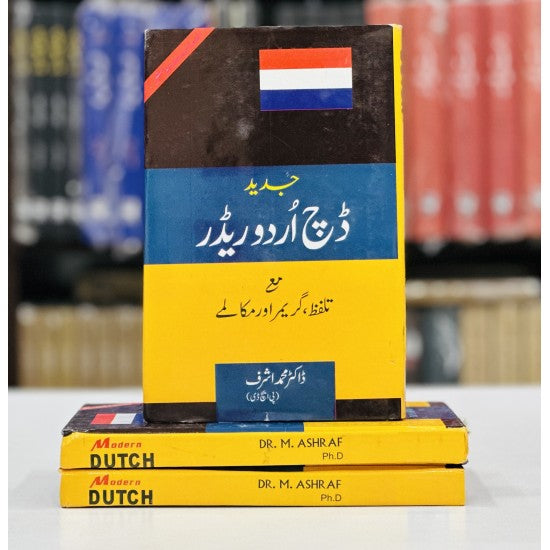 جدید
ڈچ اُردو ریڈر
مع
تلفظ، گریمر اور مکالمے
ڈاکٹر محمد اشرف
(پی ایچ ڈی)
Modern
DUTCH
DR. M. ASHRAF
Ph.D
Modern
DUTCH
DR. M. ASHRAF
Ph.D